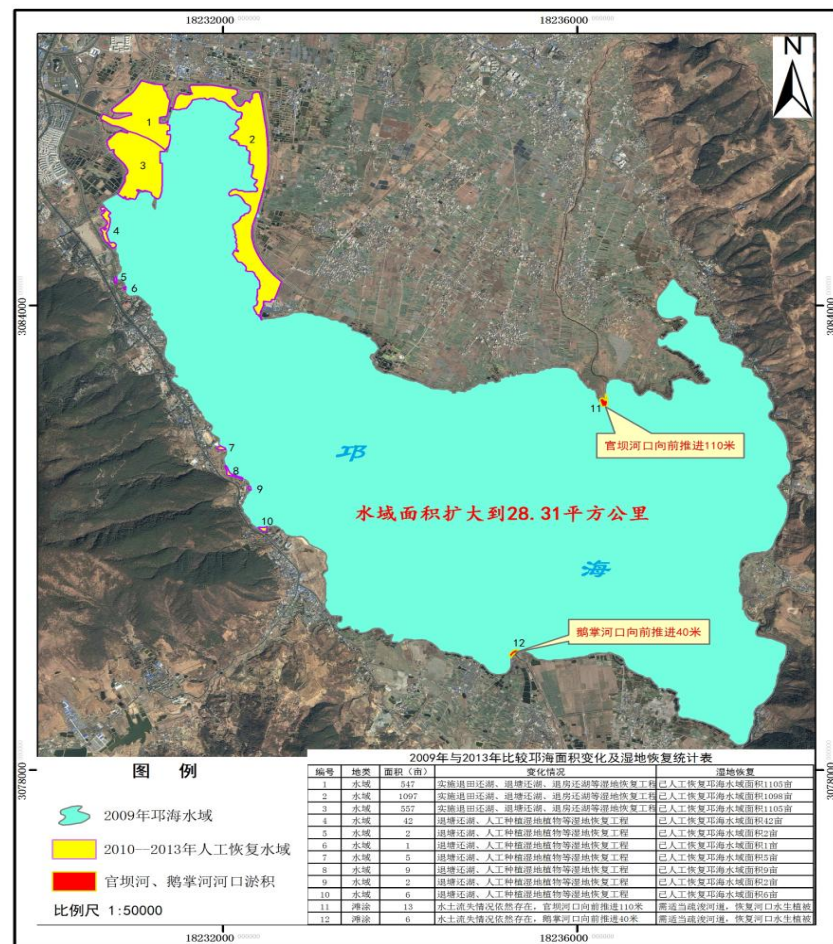 18232000 18236000
N
1
2
3
4
5
6
3084000 3084000
7
8
9
10
11
官坝河口向前推进110米
邛
水域面积扩大到28.31平方公里
海
12
鹅掌河口向前推进40米
3078000 3078000
图 例
2009年邛海水域
2010——2013年人工恢复水域
官坝河、鹅掌河河口淤积
比例尺 1:50000
2009年与2013年比较邛海面积变化及湿地恢复统计表
编号 地类 面积（亩） 变化情况 湿地恢复
1 水域 547 实施退田还湖、退塘还湖、退房还湖等湿地恢复工程 已人工恢复邛海水域面积1105亩
2 水域 1097 实施退田还湖、退塘还湖、退房还湖等湿地恢复工程 已人工恢复邛海水域面积1098亩
3 水域 557 实施退田还湖、退塘还湖、退房还湖等湿地恢复工程 已人工恢复邛海水域面积1105亩
4 水域 42 退塘还湖、人工种植湿地植物等湿地恢复工程 已人工恢复邛海水域面积42亩
5 水域 2 退塘还湖、人工种植湿地植物等湿地恢复工程 已人工恢复邛海水域面积2亩
6 水域 1 退塘还湖、人工种植湿地植物等湿地恢复工程 已人工恢复邛海水域面积1亩
7 水域 5 退塘还湖、人工种植湿地植物等湿地恢复工程 已人工恢复邛海水域面积5亩
8 水域 9 退塘还湖、人工种植湿地植物等湿地恢复工程 已人工恢复邛海水域面积9亩
9 水域 2 退塘还湖、人工种植湿地植物等湿地恢复工程 已人工恢复邛海水域面积2亩
10 水域 6 退塘还湖、人工种植湿地植物等湿地恢复工程 已人工恢复邛海水域面积6亩
11 滩涂 13 水土流失情况依然存在，官坝河口向前推进110米 需适当疏浚河道，恢复河口水生植被
12 滩涂 6 水土流失情况依然存在，鹅掌河口向前推进40米 需适当疏浚河道，恢复河口水生植被
18232000 18236000